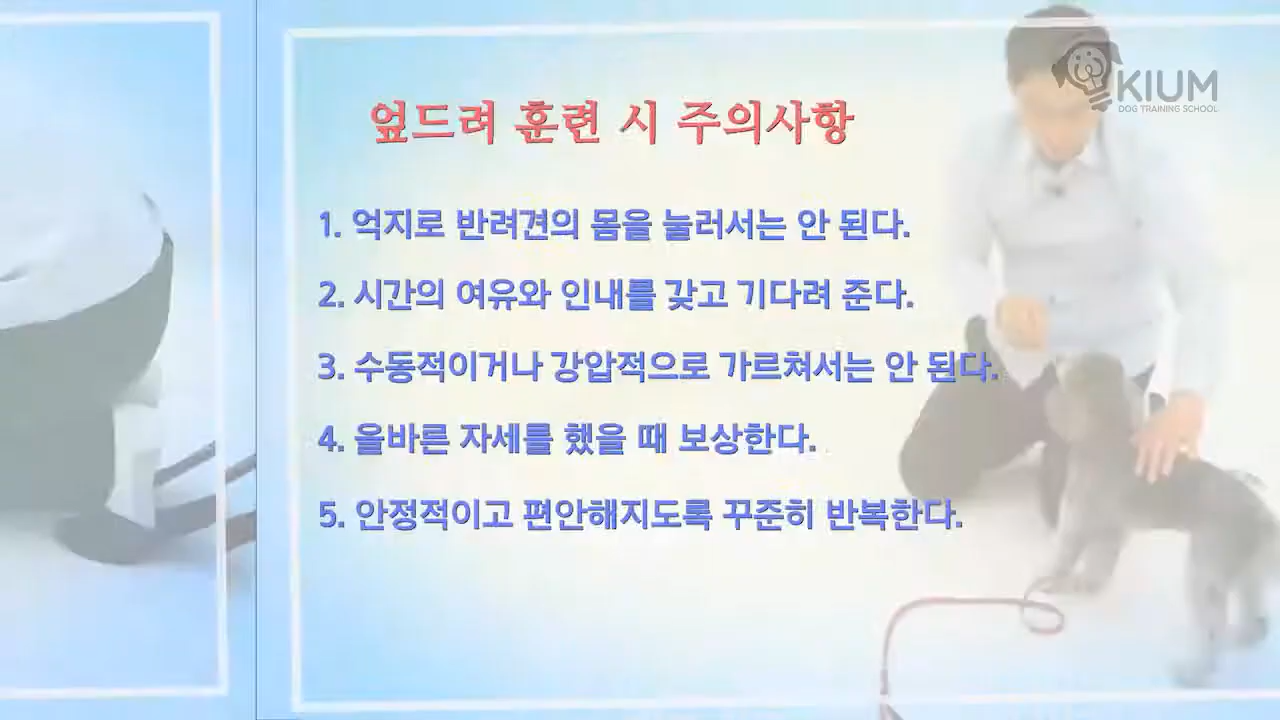 KIUM
DOG TRAINING SCHOOL
엎드려 훈련 시 주의사항
1. 억지로 반려견의 몸을 눌러서는 안 된다.
2. 시간의 여유와 인내를 갖고 기다려 준다.
3. 수동적이거나 강압적으로 가르쳐서는 안 된다.
4. 올바른 자세를 했을 때 보상한다.
5. 안정적이고 편안해지도록 꾸준히 반복한다.